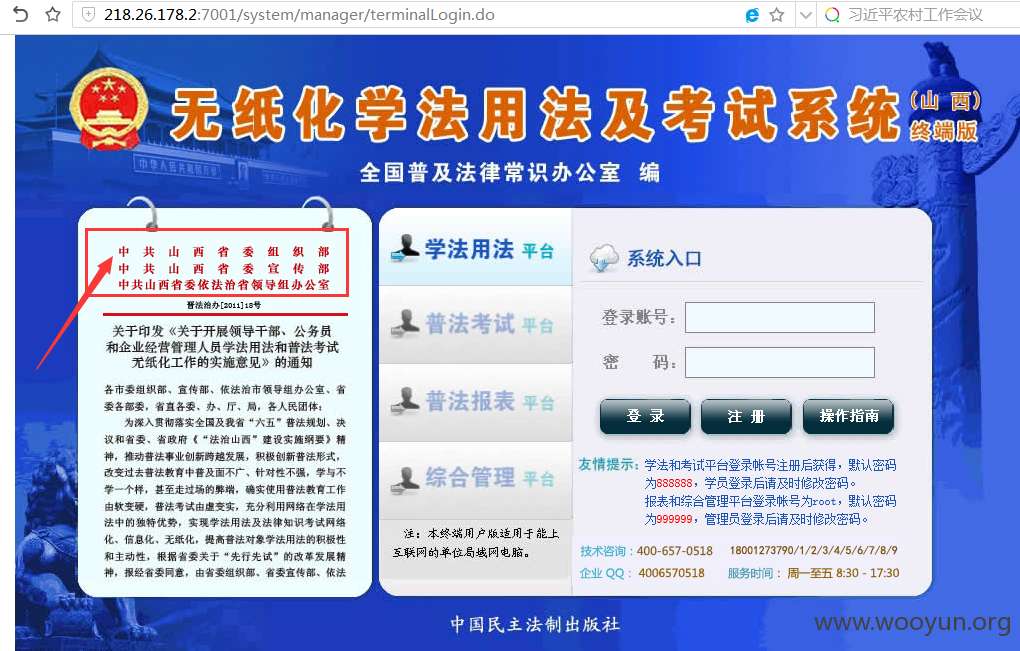 218.26.178.2:7001/system/manager/terminalLogin.do
习近平农村工作会议
无纸化学法用法及考试系统
(山 西)
终端版
全国普及法律常识办公室 编
中共山西省委组织部
中共山西省委宣传部
中共山西省委依法治省领导组办公室
普法治办[2011]18号
关于印发《关于开展领导干部、公务员
和企业经营管理人员学法用法和普法考试
无纸化工作的实施意见》的通知
各市委组织部、宣传部、依法治市领导组办公室、省
委各部委，省直各委、办、厅、局，各人民团体：
为深入贯彻落实全国及我省“六五”普法规划、决
议和省委、省政府《“法治山西”建设实施纲要》精
神，推动普法事业创新跨越发展，积极创新普法形式，
改变过去普法教育中普及面不广、针对性不强，学与不
学一个样，甚至走过场的弊端，确实使用普法教育工作
由软变硬，普法考试由虚变实，充分利用网络在学法用
法中的独特优势，实现学法用法及法律知识考试网络
化、信息化、无纸化，提高普法对象学法用法的积极性
和主动性，根据省委关于“先行先试”的改革发展精
神，报经省委同意，由省委组织部、省委宣传部、依法
学法用法 平台
普法考试 平台
普法报表 平台
综合管理 平台
注：本终端用户版适用于能上
互联网的单位局域网电脑。
系统入口
登录账号：
密 码：
登 录
注 册
操作指南
友情提示：学法和考试平台登录帐号注册后获得，默认密码
为888888，学员登录后请及时修改密码。
报表和综合管理平台登录帐号为root，默认密码
为999999，管理员登录后请及时修改密码。
技术咨询：400-657-0518 18001273790/1/2/3/4/5/6/7/8/9
企业 QQ： 4006570518 服务时间： 周一至五 8:30 - 17:30
中国民主法制出版社
www.wooyun.org